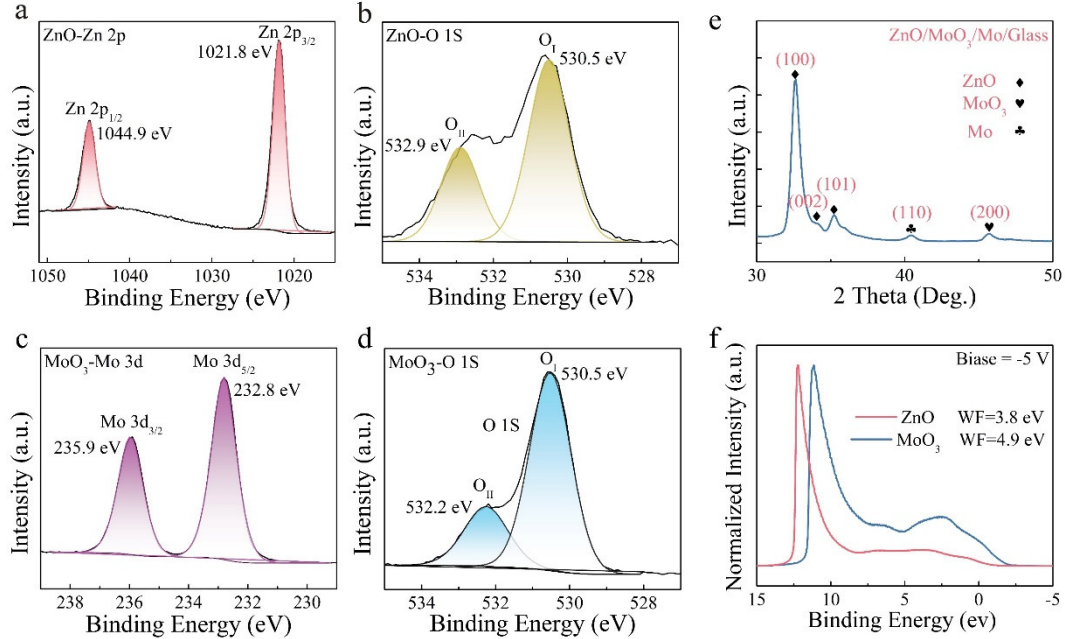 a
ZnO-Zn 2p
Zn 2p3/2
1021.8 eV
Zn 2p1/2
1044.9 eV
Intensity (a.u.)
1050 1040 1030 1020
Binding Energy (eV)
b
ZnO-O 1S
OI
530.5 eV
OII
532.9 eV
Intensity (a.u.)
534 532 530 528
Binding Energy (eV)
e
ZnO/MoO3/Mo/Glass
(100)
ZnO ♦
MoO3 ♥
Mo ♣
(002)
(101)
(110)
(200)
Intensity (a.u.)
30 40 50
2 Theta (Deg.)
c
MoO3-Mo 3d
Mo 3d5/2
232.8 eV
Mo 3d3/2
235.9 eV
Intensity (a.u.)
238 236 234 232 230
Binding Energy (eV)
d
MoO3-O 1S
OI
530.5 eV
O 1S
OII
532.2 eV
Intensity (a.u.)
534 532 530 528
Binding Energy (eV)
f
Biase = -5 V
ZnO WF=3.8 eV
MoO3 WF=4.9 eV
Normalized Intensity (a.u.)
15 10 5 0 -5
Binding Energy (ev)